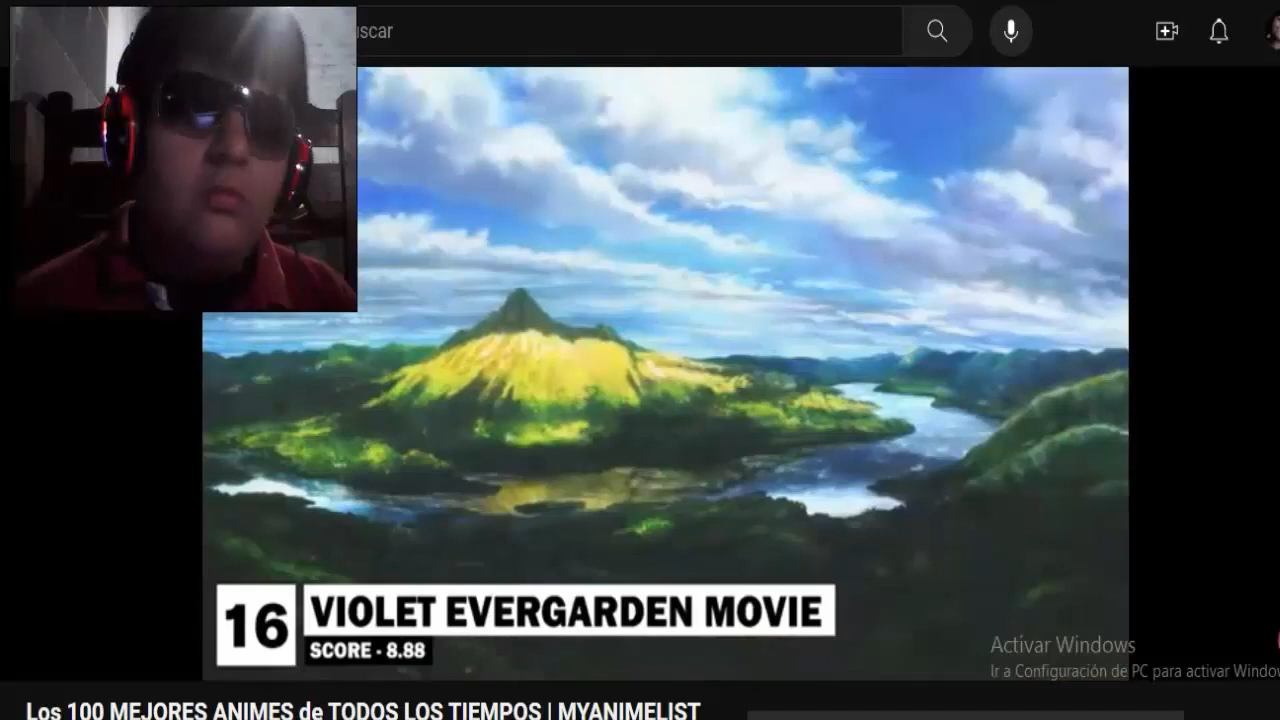 uscar
16
VIOLET EVERGARDEN MOVIE
SCORE - 8.88
Activar Windows
Ir a Configuración de PC para activar Windo
Los 100 MEJORES ANIMES de TODOS LOS TIEMPOS | MYANIMELIST